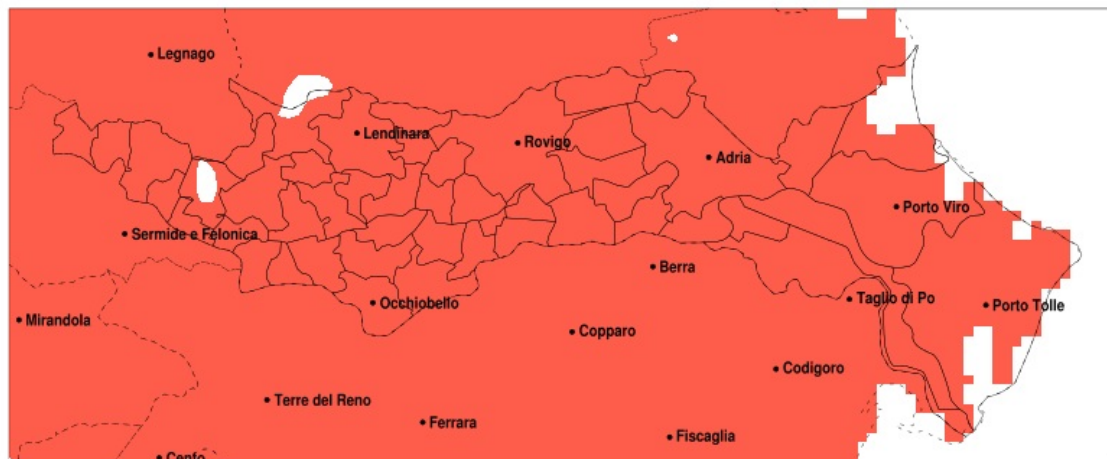 Legnago
Lendinara
Rovigo
Adria
Porto Viro
Sermide e Felonica
Berra
Taglio di Po
Porto Tolle
Occhiobello
Mirandola
Copparo
Codigoro
Terre del Reno
Ferrara
Fiscaglia
Cento